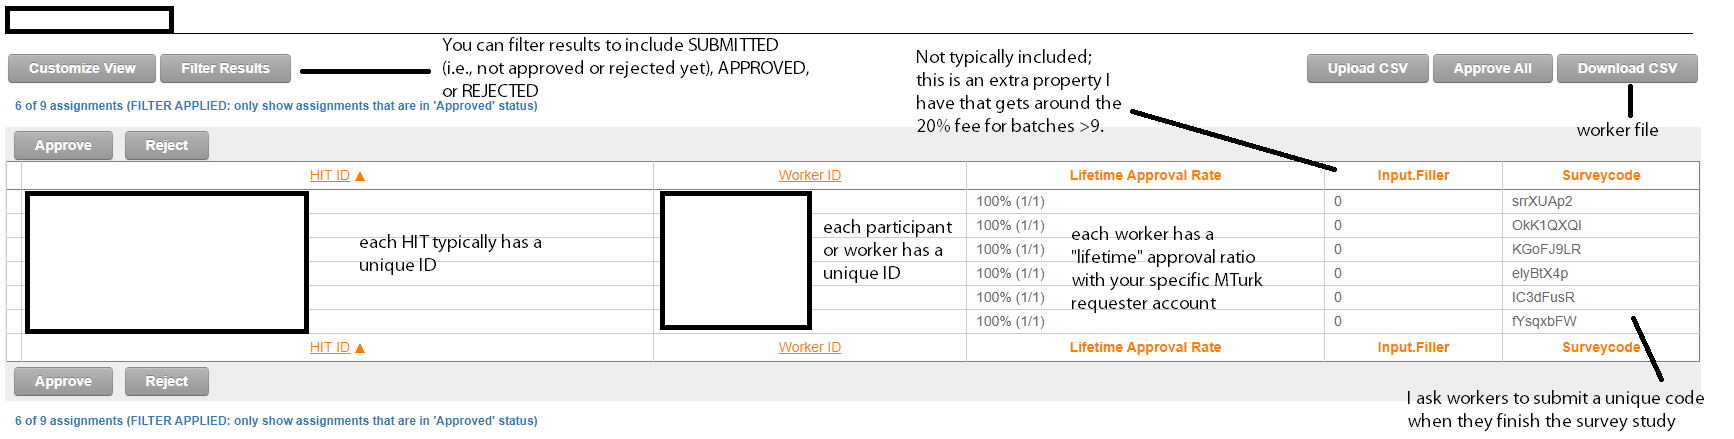 You can filter results to include SUBMITTED
(i.e., not approved or rejected yet), APPROVED,
or REJECTED
Not typically included;
this is an extra property I
have that gets around the
20% fee for batches >9.
Customize View Filter Results
Upload CSV Approve All Download CSV
6 of 9 assignments (FILTER APPLIED: only show assignments that are in 'Approved' status)
worker file
Approve Reject
HIT ID ▲ Worker ID Lifetime Approval Rate Input.Filler Surveycode
100% (1/1) 0 srrXUAp2
100% (1/1) 0 OkK1QXQI
100% (1/1) 0 KGoFJ9LR
100% (1/1) 0 elyBtX4p
100% (1/1) 0 IC3dFusR
100% (1/1) 0 fYsqxbFW
each HIT typically has a
unique ID
each participant
or worker has a
unique ID
each worker has a
"lifetime" approval ratio
with your specific MTurk
requester account
HIT ID ▲ Worker ID Lifetime Approval Rate Input.Filler Surveycode
Approve Reject
I ask workers to submit a unique code
when they finish the survey study
6 of 9 assignments (FILTER APPLIED: only show assignments that are in 'Approved' status)